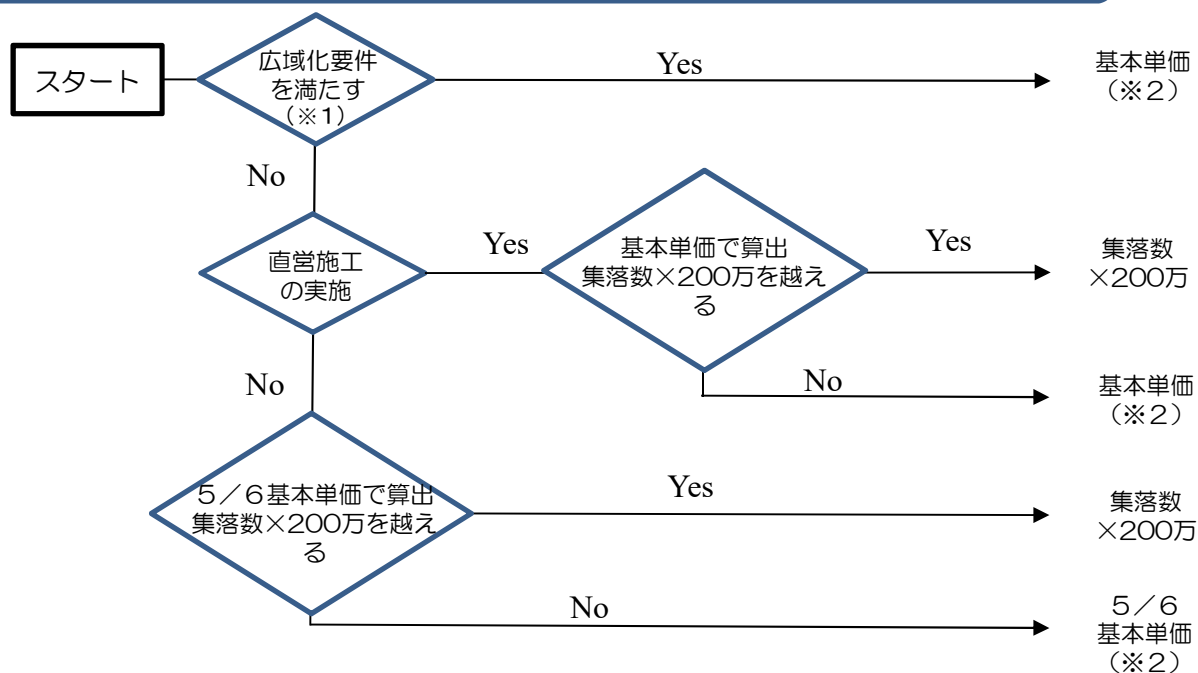 スタート
広域化要件
を満たす
（※1）
Yes
基本単価
（※２）
No
直営施工
の実施
Yes
基本単価で算出
集落数×200万を越え
る
Yes
集落数
×200万
No
No
基本単価
（※２）
５／６基本単価で算出
集落数×200万を越え
る
Yes
集落数
×200万
No
５／６
基本単価
（※２）